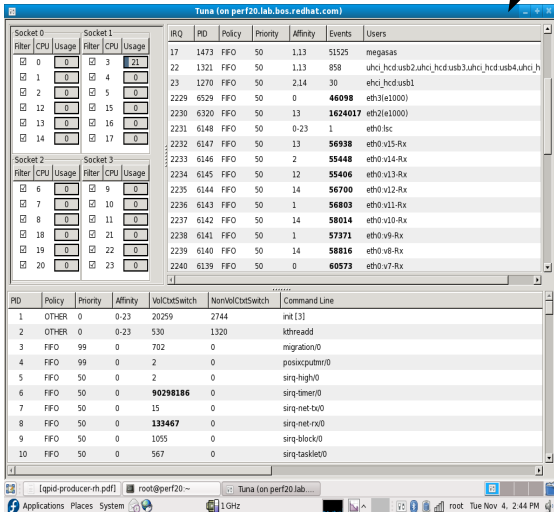 Tuna (on perf20.lab.bos.redhat.com)
Socket 0 Socket 1
Filter CPU Usage Filter CPU Usage
0 0 3 21
1 0 4 0
2 0 5 0
12 0 15 0
13 0 16 0
14 0 17 0
Socket 2 Socket 3
Filter CPU Usage Filter CPU Usage
6 0 9 0
7 0 10 0
8 0 11 0
18 0 21 0
19 0 22 0
20 0 23 0
IRQ PID Policy Priority Affinity Events Users
17 1473 FIFO 50 1,13 51525 megasas
22 1321 FIFO 50 1,13 858 uhci_hcd:usb2,uhci_hcd:usb3,uhci_hcd:usb4,uhci_h
23 1270 FIFO 50 2,14 30 ehci_hcd:usb1
2229 6529 FIFO 50 0 46098 eth3(e1000)
2230 6320 FIFO 50 13 1624017 eth2(e1000)
2231 6148 FIFO 50 0-23 1 eth0:lsc
2232 6147 FIFO 50 13 56938 eth0:v15-Rx
2233 6146 FIFO 50 2 55448 eth0:v14-Rx
2234 6145 FIFO 50 12 55406 eth0:v13-Rx
2235 6144 FIFO 50 14 56700 eth0:v12-Rx
2236 6143 FIFO 50 1 56803 eth0:v11-Rx
2237 6142 FIFO 50 14 58014 eth0:v10-Rx
2238 6141 FIFO 50 1 57371 eth0:v9-Rx
2239 6140 FIFO 50 14 58816 eth0:v8-Rx
2240 6139 FIFO 50 0 60573 eth0:v7-Rx
PID Policy Priority Affinity VolCtxtSwitch NonVolCtxtSwitch Command Line
1 OTHER 0 0-23 20259 2744 init [3]
2 OTHER 0 0-23 530 1320 kthreadd
3 FIFO 99 0 702 0 migration/0
4 FIFO 99 0 2 0 posixcputmr/0
5 FIFO 50 0 2 0 sirq-high/0
6 FIFO 50 0 90298186 0 sirq-timer/0
7 FIFO 50 0 15 0 sirq-net-tx/0
8 FIFO 50 0 133467 0 sirq-net-rx/0
9 FIFO 50 0 1055 0 sirq-block/0
10 FIFO 50 0 567 0 sirq-tasklet/0
[qpid-producer-rh.pdf] root@perf20:~ Tuna (on perf20.lab....
Applications Places System 1 GHz root Tue Nov 4, 2:44 PM